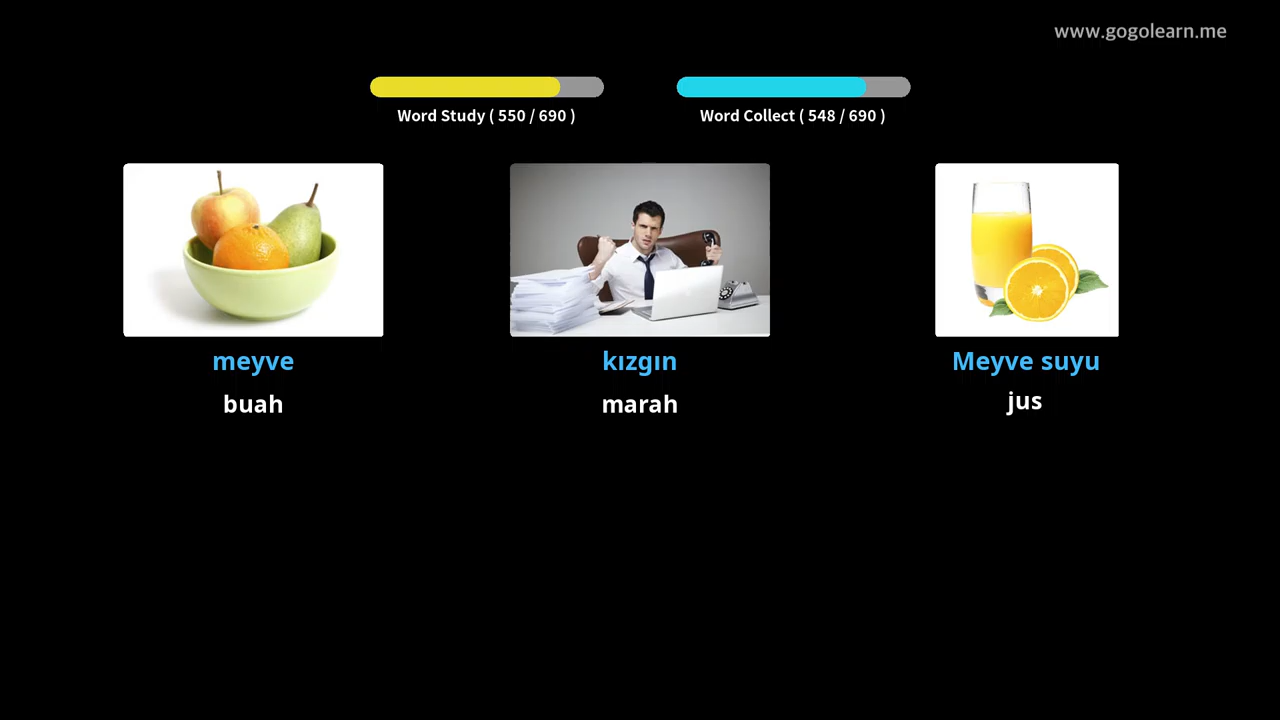 www.gogolearn.me
Word Study ( 550 / 690 )
Word Collect ( 548 / 690 )
meyve
buah
kızgın
marah
Meyve suyu
jus